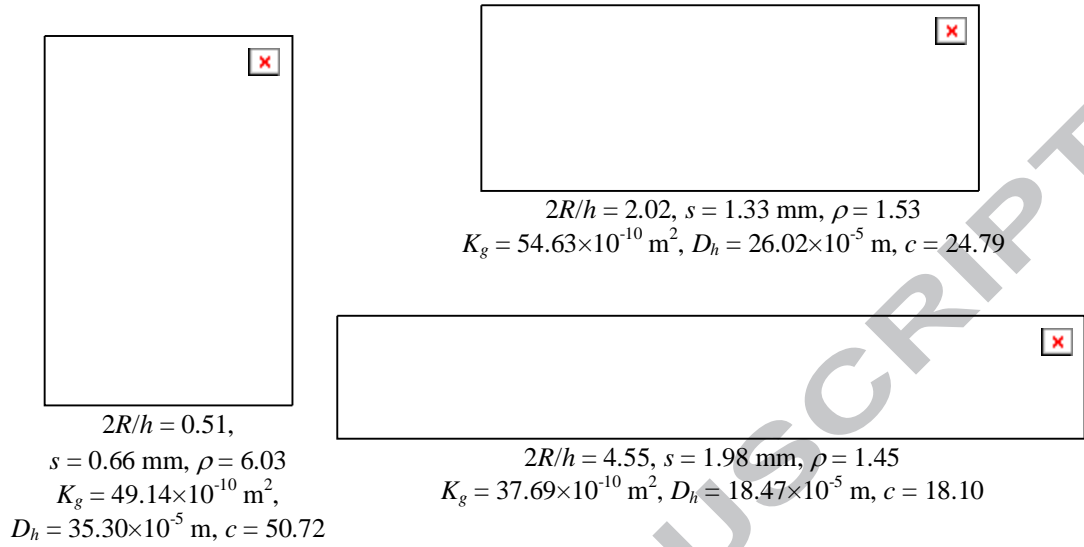 2R/h = 0.51,
s = 0.66 mm, ρ = 6.03
K_g = 49.14×10^-10 m^2,
D_h = 35.30×10^-5 m, c = 50.72
2R/h = 2.02, s = 1.33 mm, ρ = 1.53
K_g = 54.63×10^-10 m^2, D_h = 26.02×10^-5 m, c = 24.79
2R/h = 4.55, s = 1.98 mm, ρ = 1.45
K_g = 37.69×10^-10 m^2, D_h = 18.47×10^-5 m, c = 18.10
USCRIPT